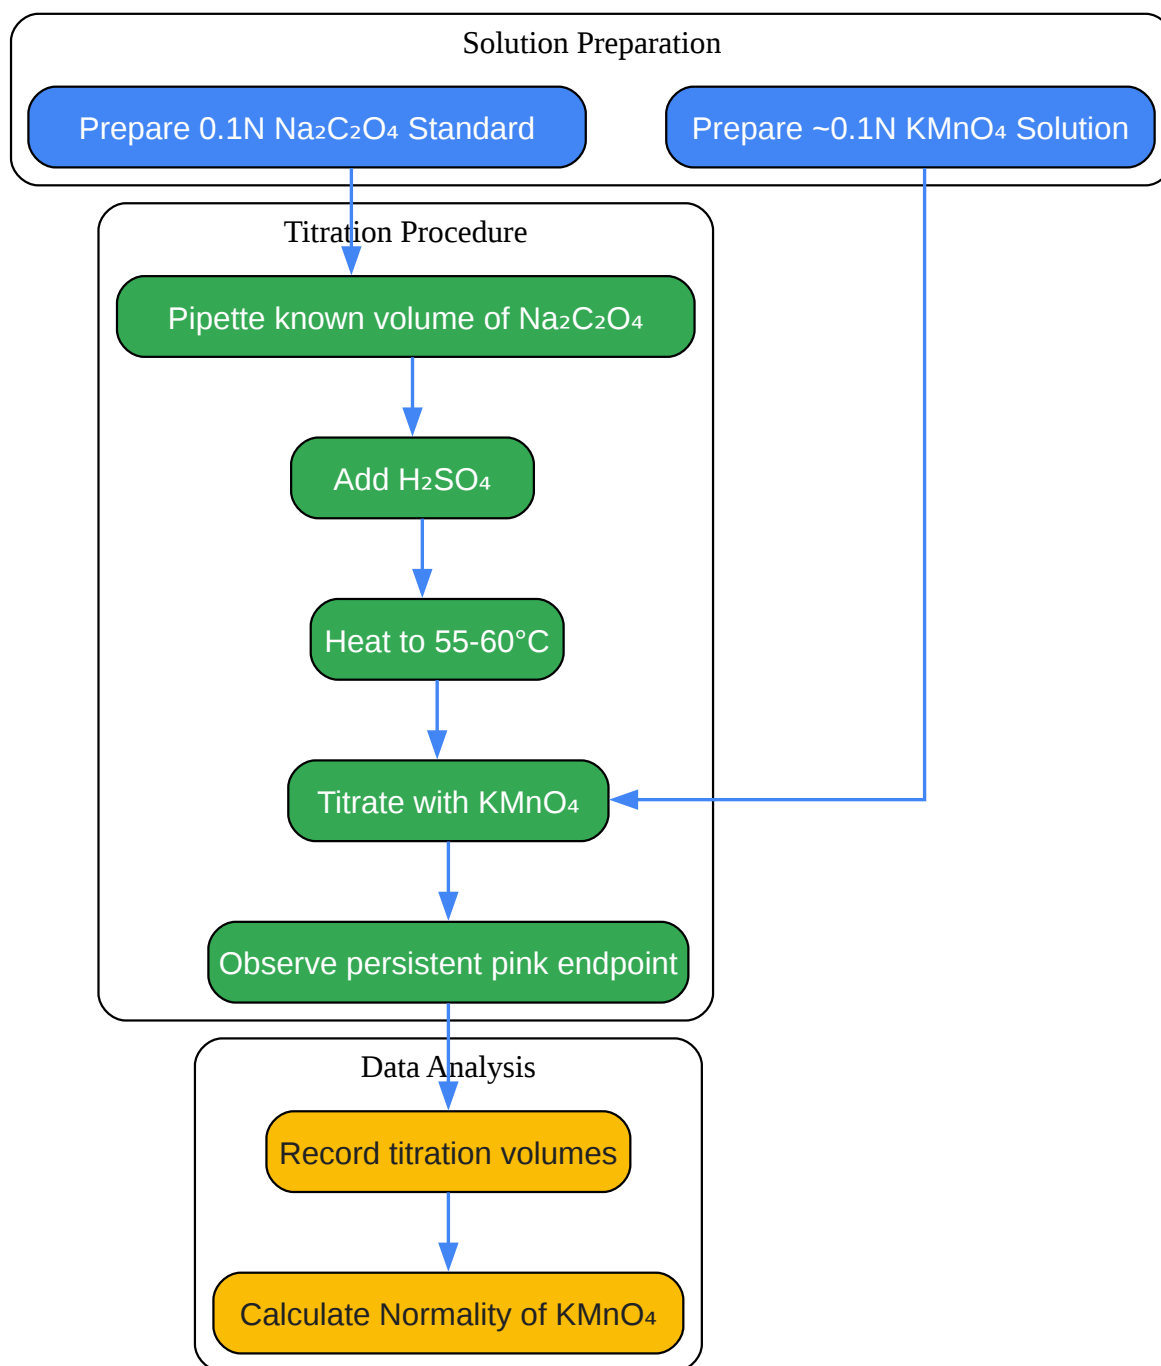 Solution Preparation
Prepare 0.1N Na₂C₂O₄ Standard
Prepare ~0.1N KMnO₄ Solution
Titration Procedure
Pipette known volume of Na₂C₂O₄
Add H₂SO₄
Heat to 55-60°C
Titrate with KMnO₄
Observe persistent pink endpoint
Data Analysis
Record titration volumes
Calculate Normality of KMnO₄